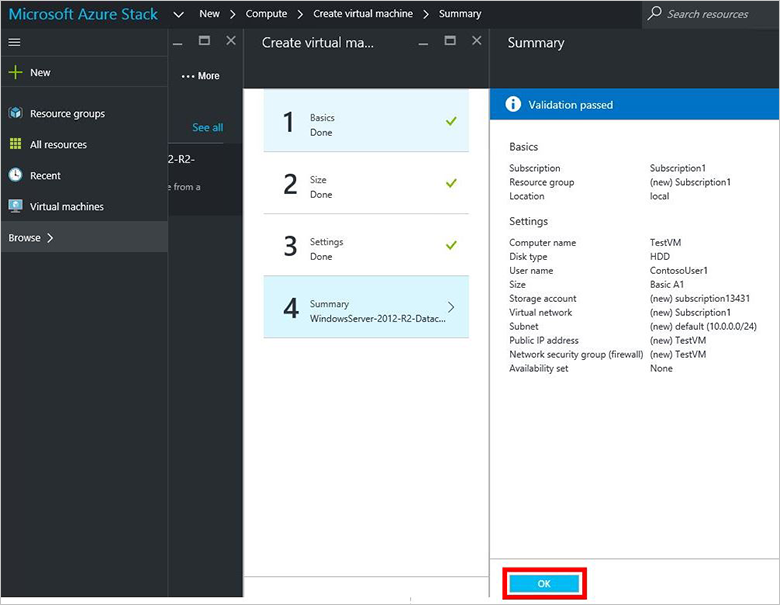 Microsoft Azure Stack New > Compute > Create virtual machine > Summary Search resources
New
Resource groups
All resources
Recent
Virtual machines
Browse >
••• More
See all
2-R2-
e from a
Create virtual ma...
1 Basics
Done
2 Size
Done
3 Settings
Done
4 Summary
WindowsServer-2012-R2-Datac...
Summary
Validation passed
Basics
Subscription Subscription1
Resource group (new) Subscription1
Location local
Settings
Computer name TestVM
Disk type HDD
User name ContosoUser1
Size Basic A1
Storage account (new) subscription13431
Virtual network (new) Subscription1
Subnet (new) default (10.0.0.0/24)
Public IP address (new) TestVM
Network security group (firewall) (new) TestVM
Availability set None
OK